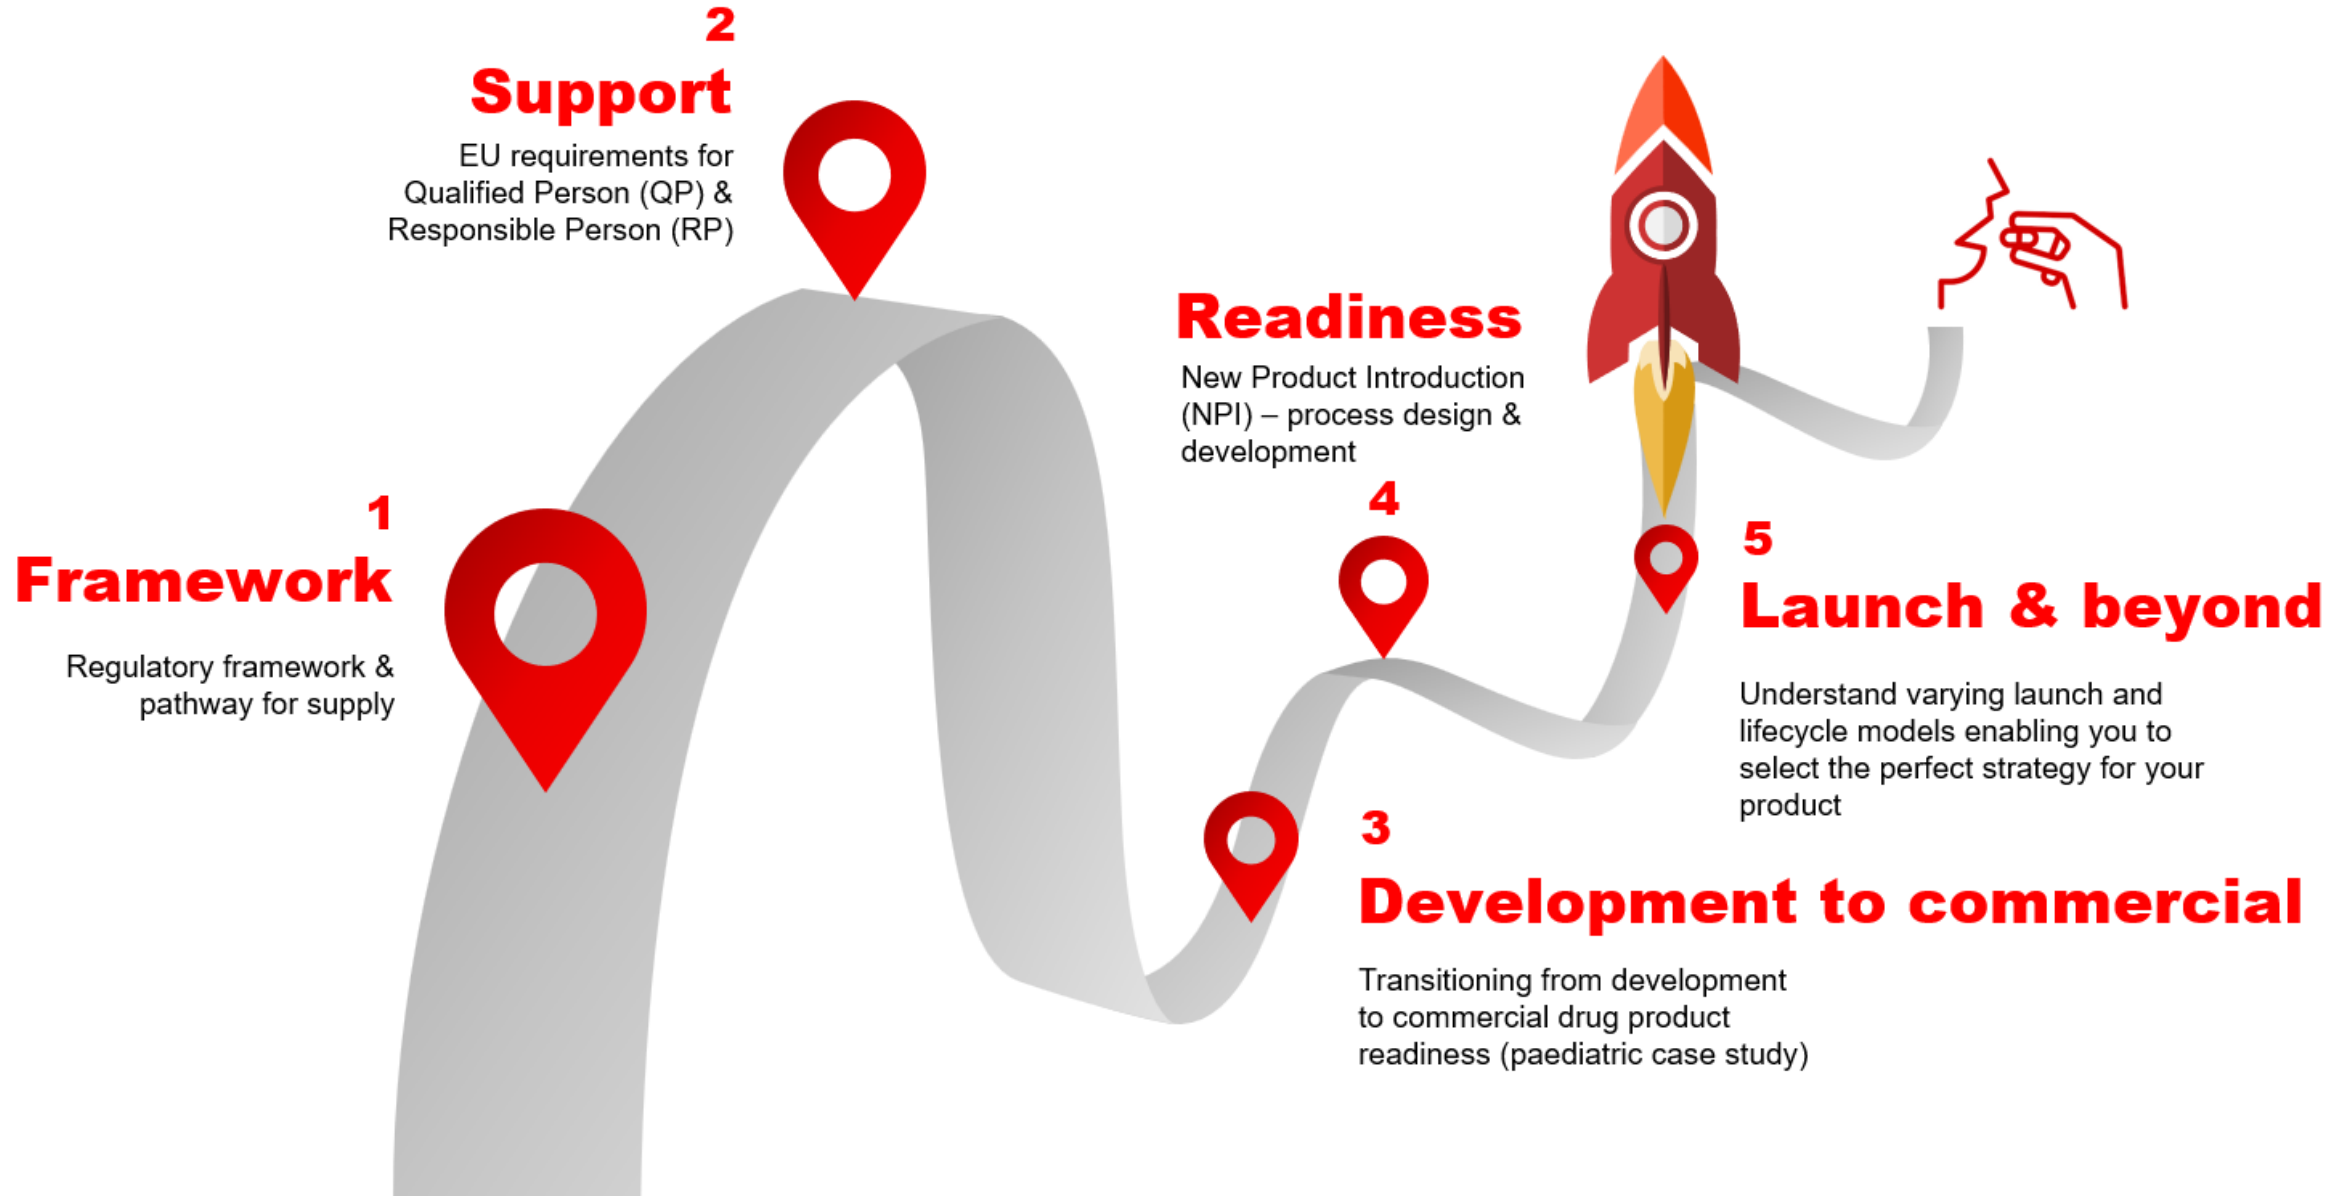 1
Framework
Regulatory framework &
pathway for supply
2
Support
EU requirements for
Qualified Person (QP) &
Responsible Person (RP)
3
Development to commercial
Transitioning from development
to commercial drug product
readiness (paediatric case study)
Readiness
New Product Introduction
(NPI) – process design &
development
4
5
Launch & beyond
Understand varying launch and
lifecycle models enabling you to
select the perfect strategy for your
product